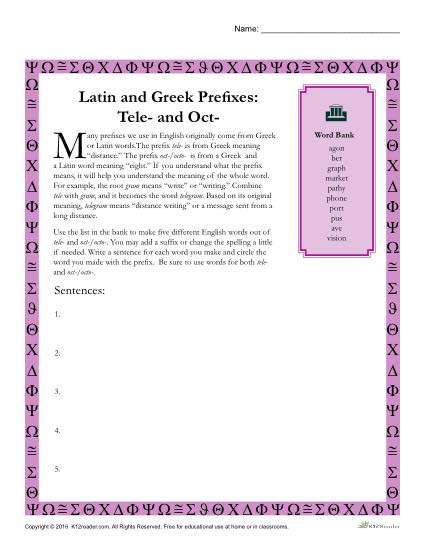 Name: ______________________________
ΨΩ≅ΣΘΧΔΦΨΩ≅ΣϑΘΧΔΦΨΩ≅ΣΘΧΔΦΨ
Latin and Greek Prefixes:
Tele- and Oct-
Many prefixes we use in English originally come from Greek
or Latin words.The prefix tele- is from Greek meaning
“distance.” The prefix oct-/octo- is from a Greek and
a Latin word meaning “eight.” If you understand what the
prefix means, it will help you understand the meaning of the whole word.
For example, the root gram means “write” or “writing.” Combine
tele with gram, and it becomes the word telegram. Based on its original
meaning, telegram means “distance writing” or a message sent from a
long distance.
Use the list in the bank to make five different English words out of
tele- and oct-/octo-. You may add a suffix or change the spelling a little
if needed. Write a sentence for each word you make and circle the
word you made with the prefix. Be sure to use words for both tele-
and oct-/octo-.
Word Bank
agon
ber
graph
market
pathy
phone
port
pus
ave
vision
Sentences:
1.
2.
3.
4.
5.
ΨΩ≅ΣΘΧΔΦΨΩ≅ΣΘΧΔΦΨΩ≅ΣΘΧΔΦΨ
Copyright © 2016 K12reader.com. All Rights Reserved. Free for educational use at home or in classrooms.
K12READER